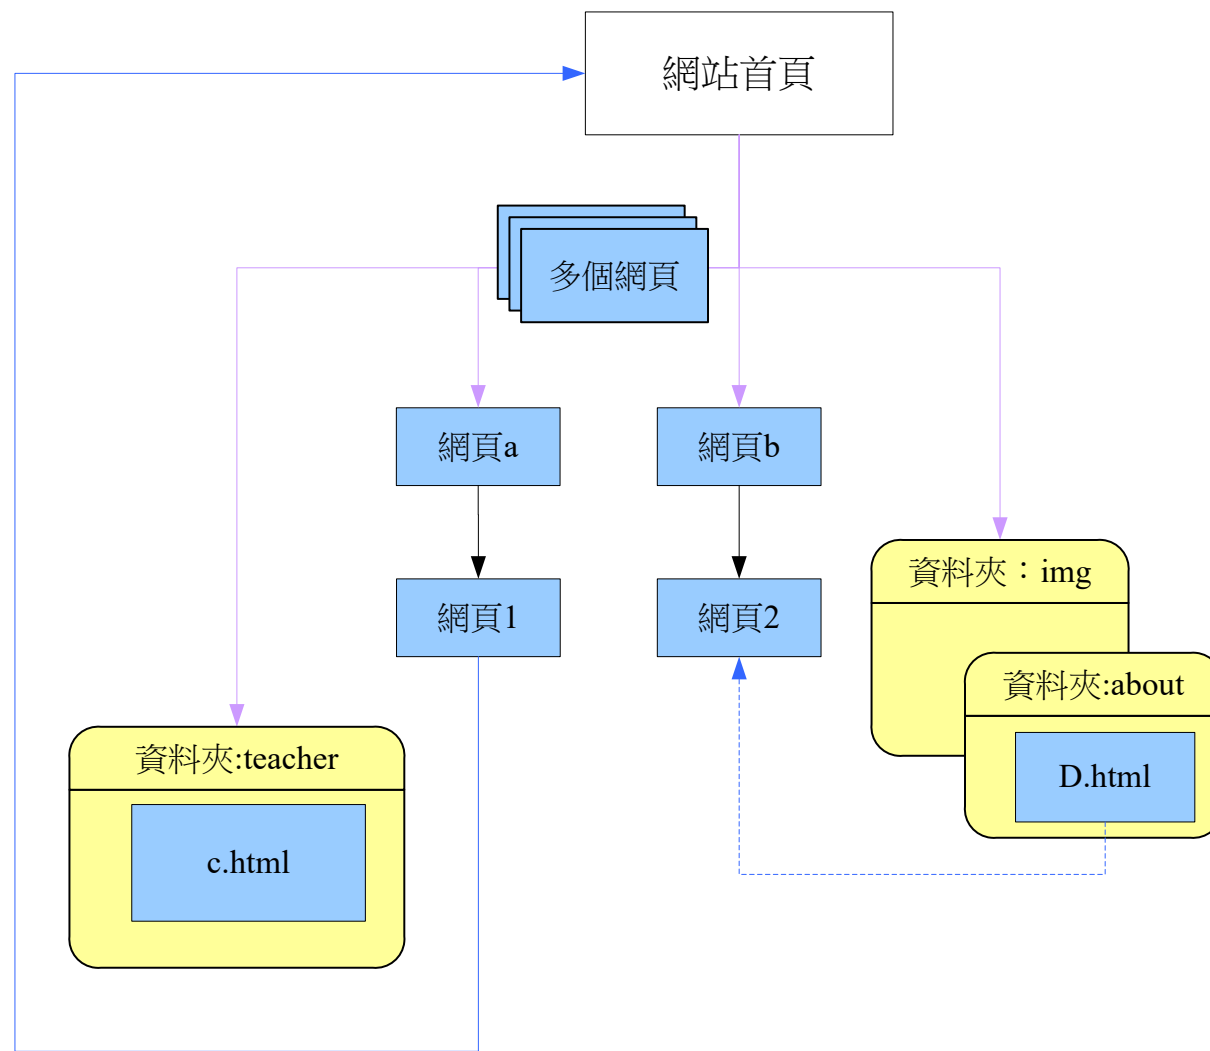 網站首頁
多個網頁
網頁a
網頁b
資料夾：img
網頁1
網頁2
資料夾:about
資料夾:teacher
D.html
c.html